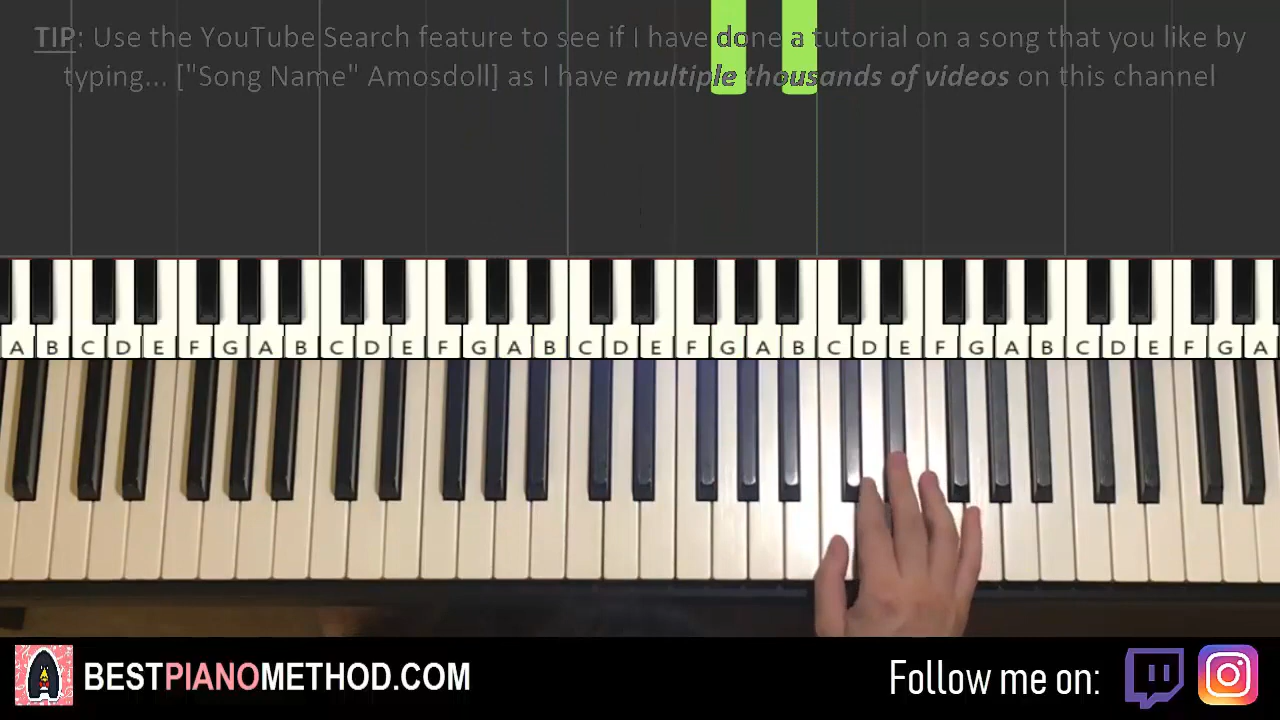 TIP: Use the YouTube Search feature to see if I have done a tutorial on a song that you like by
typing... ["Song Name" Amosdoll] as I have multiple thousands of videos on this channel
A B C D E F G A B C D E F G A B C D E F G A B C D E F G A B C D E F G A
BESTPIANOMETHOD.COM
Follow me on: